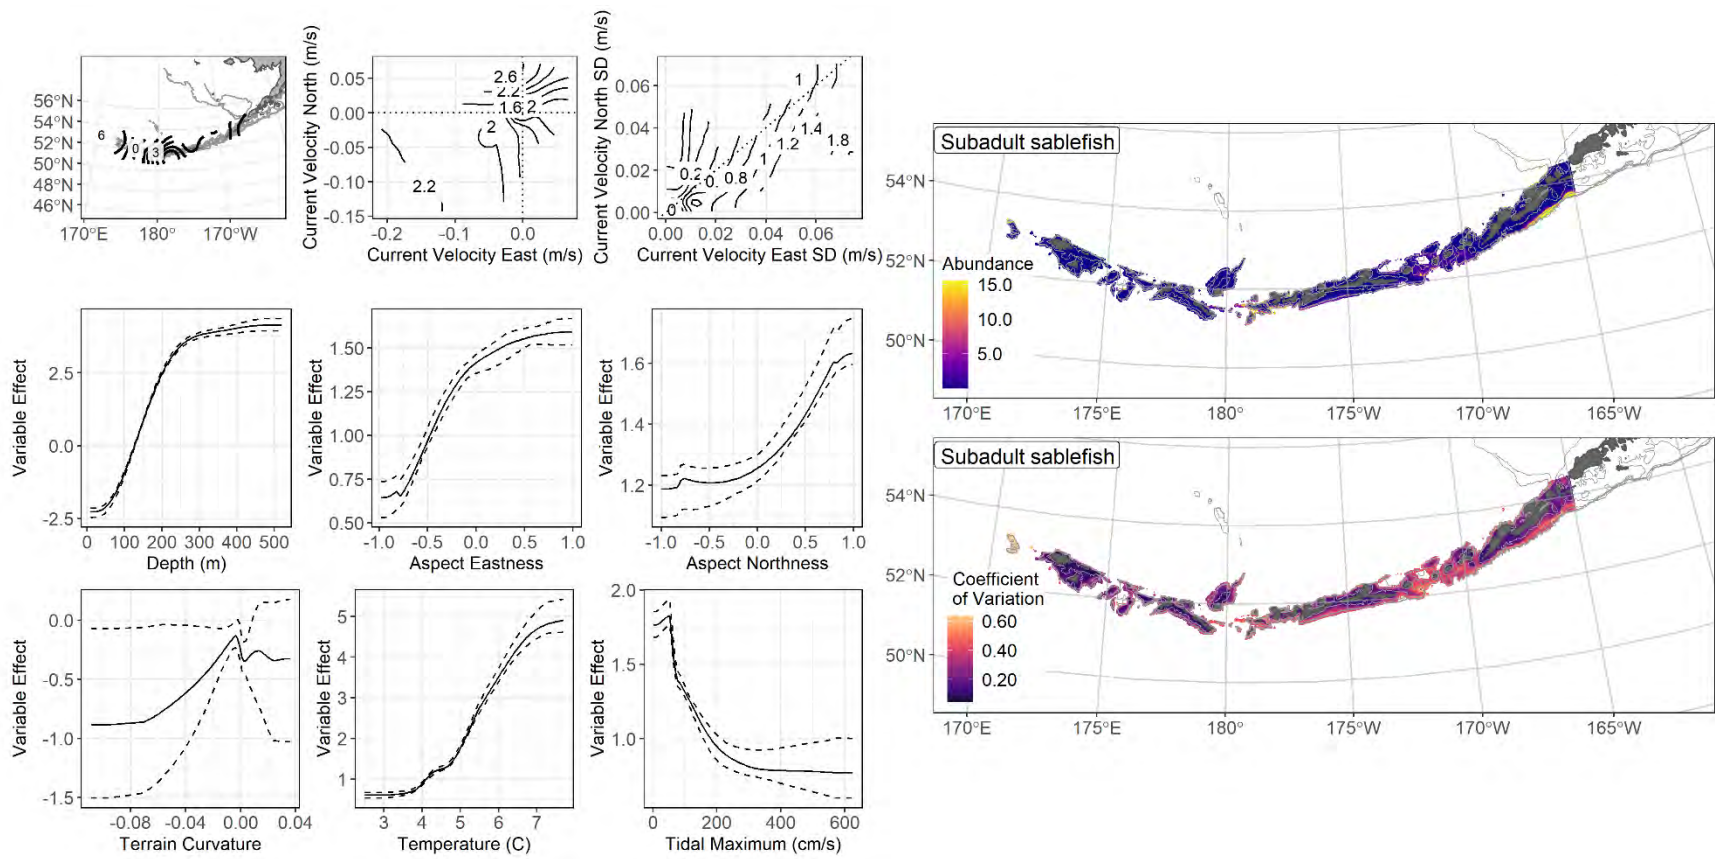 56°N
54°N
52°N
50°N
48°N
46°N
170°E
180°
170°W
6
0
3
Current Velocity North (m/s)
0.05
0.00
-0.05
-0.10
-0.15
2.6
2.2
1.6
2
2
2.2
-0.2
-0.1
0.0
Current Velocity East (m/s)
Current Velocity North SD (m/s)
0.06
0.04
0.02
0.00
1
1.4
1.8
1.2
1
0.8
0.2
0
0.00
0.02
0.04
0.06
Current Velocity East SD (m/s)
Variable Effect
2.5
0.0
-2.5
0
100
200
300
400
500
Depth (m)
Variable Effect
1.50
1.25
1.00
0.75
0.50
-1.0
-0.5
0.0
0.5
1.0
Aspect Eastness
Variable Effect
1.6
1.4
1.2
-1.0
-0.5
0.0
0.5
1.0
Aspect Northness
Variable Effect
0.0
-0.5
-1.0
-1.5
-0.08
-0.04
0.00
0.04
Terrain Curvature
Variable Effect
5
4
3
2
1
3
4
5
6
7
Temperature (C)
Variable Effect
2.0
1.5
1.0
0
200
400
600
Tidal Maximum (cm/s)
Subadult sablefish
54°N
52°N
50°N
Abundance
15.0
10.0
5.0
170°E
175°E
180°
175°W
170°W
165°W
Subadult sablefish
54°N
52°N
50°N
Coefficient
of Variation
0.60
0.40
0.20
170°E
175°E
180°
175°W
170°W
165°W